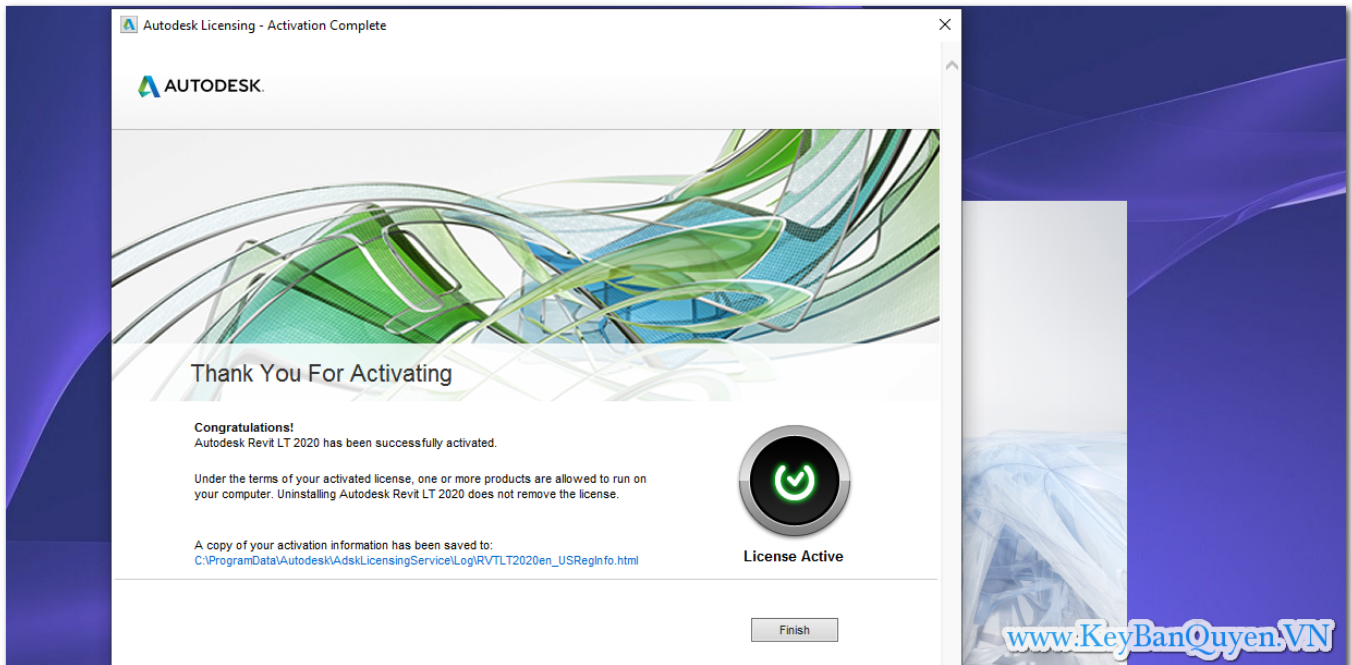 Autodesk Licensing - Activation Complete
AUTODESK.
Thank You For Activating
Congratulations!
Autodesk Revit LT 2020 has been successfully activated.
Under the terms of your activated license, one or more products are allowed to run on
your computer. Uninstalling Autodesk Revit LT 2020 does not remove the license.
A copy of your activation information has been saved to:
C:\ProgramData\Autodesk\AdskLicensingService\Log\RVTLT2020en_USRegInfo.html
License Active
Finish
www.KeyBanQuyen.VN